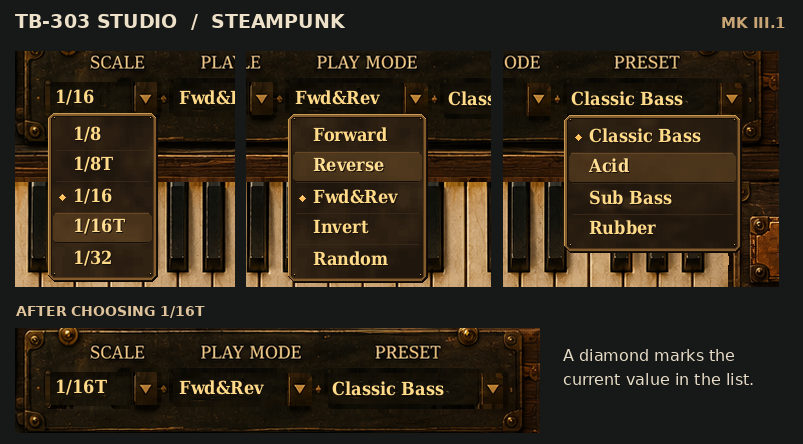 TB-303 STUDIO / STEAMPUNK
MK III.1
SCALE
PLAY
1/16
Fwd&R
1/8
1/8T
1/16
1/16T
1/32
LE
PLAY MODE
Fwd&Rev
Class
Forward
Reverse
Fwd&Rev
Invert
Random
ODE
PRESET
Classic Bass
Classic Bass
Acid
Sub Bass
Rubber
AFTER CHOOSING 1/16T
SCALE
PLAY MODE
PRESET
1/16T
Fwd&Rev
Classic Bass
A diamond marks the
current value in the list.